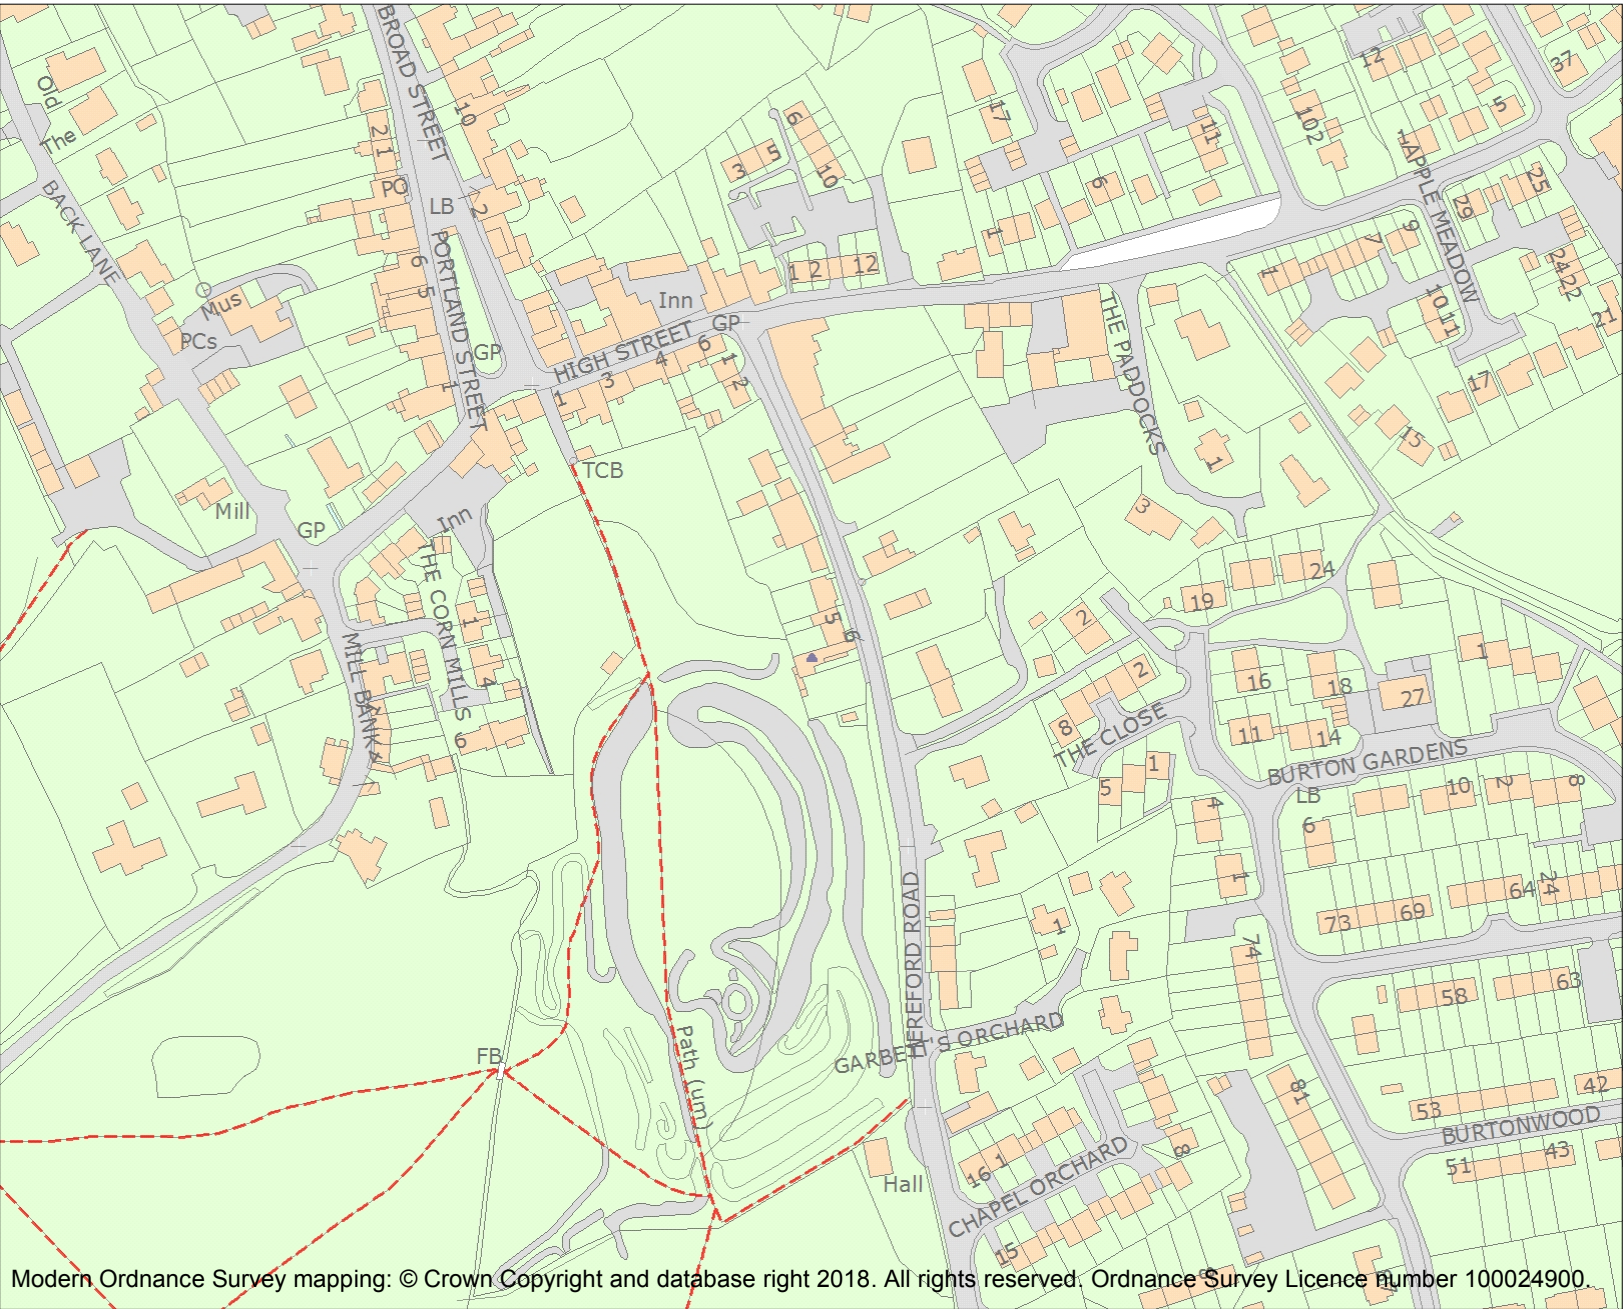 BROAD STREET
10
12
37
Old
The
17
6
11
102
5
1
APPLE MEADOW
21
PO
LB
2
3
5
10
6
29
25
9
BACK LANE
6
5
PORTLAND STREET
1
1 2
12
1
7
1
24
22
Mus
PCs
Inn
GP
10
11
21
GP
HIGH STREET
6
4
3
1
1
2
1
THE PADDOCKS
17
15
TCB
1
3
Mill
GP
Inn
THE CORN MILLS
1
4
6
5
6
2
19
24
MILL BANK
4
2
8
THE CLOSE
5
1
16
18
11
14
27
1
BURTON GARDENS
LB
6
10
2
8
4
1
73
69
64
24
1
74
HEREFORD ROAD
58
63
GARBETT'S ORCHARD
Path (um)
FB
81
53
42
BURTONWOOD
51
43
Hall
16
1
8
CHAPEL ORCHARD
15
Modern Ordnance Survey mapping: © Crown Copyright and database right 2018. All rights reserved. Ordnance Survey Licence number 100024900.